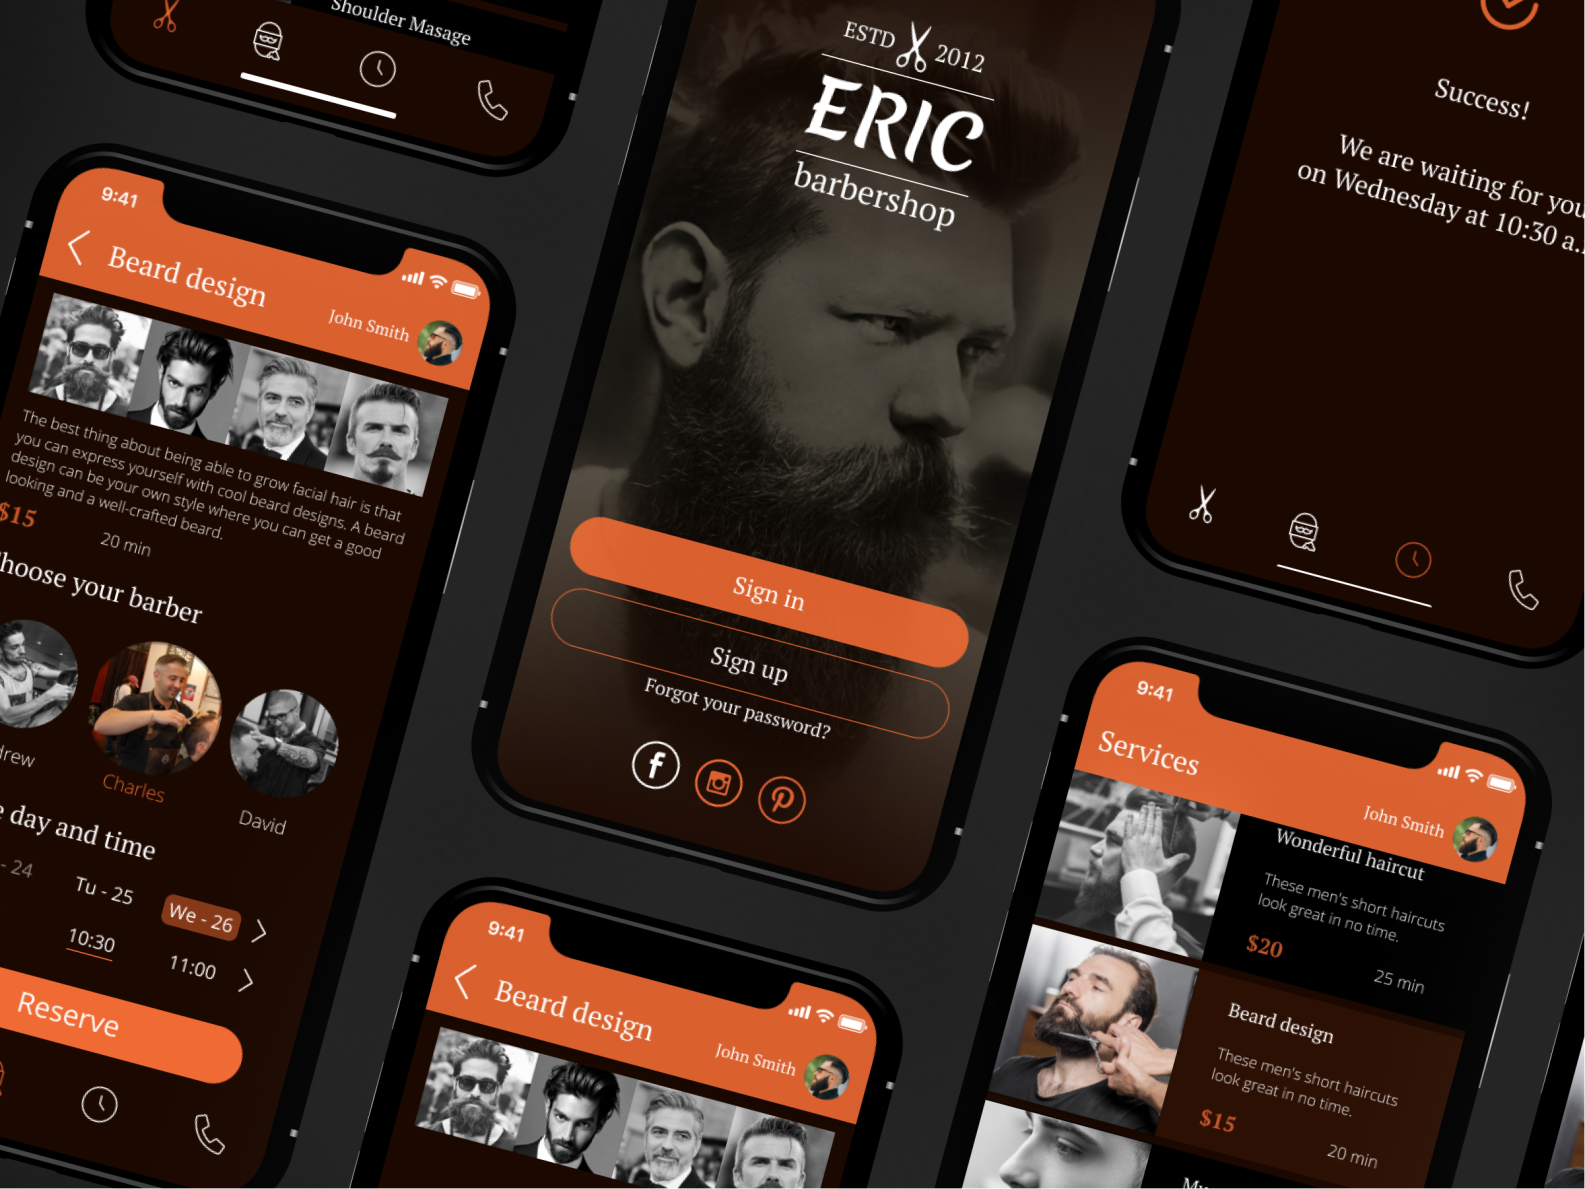 Shoulder Masage
9:41
Beard design
John Smith
The best thing about being able to grow facial hair is that
you can express yourself with cool beard designs. A beard
design can be your own style where you can get a good
looking and a well-crafted beard.
$15
20 min
hoose your barber
drew
Charles
David
e day and time
- 24
Tu - 25
We - 26
10:30
11:00
Reserve
ESTD 2012
ERIC
barbershop
Sign in
Sign up
Forgot your password?
9:41
Beard design
John Smith
Success!
We are waiting for you
on Wednesday at 10:30 a..
9:41
Services
John Smith
Wonderful haircut
These men's short haircuts
look great in no time.
$20
25 min
Beard design
These men's short haircuts
look great in no time.
$15
20 min